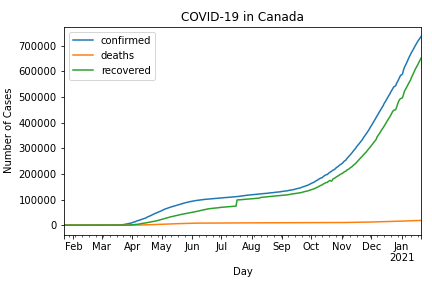 COVID-19 in Canada
confirmed
deaths
recovered
Number of Cases
700000
600000
500000
400000
300000
200000
100000
0
Feb Mar Apr May Jun Jul Aug Sep Oct Nov Dec Jan
2021
Day